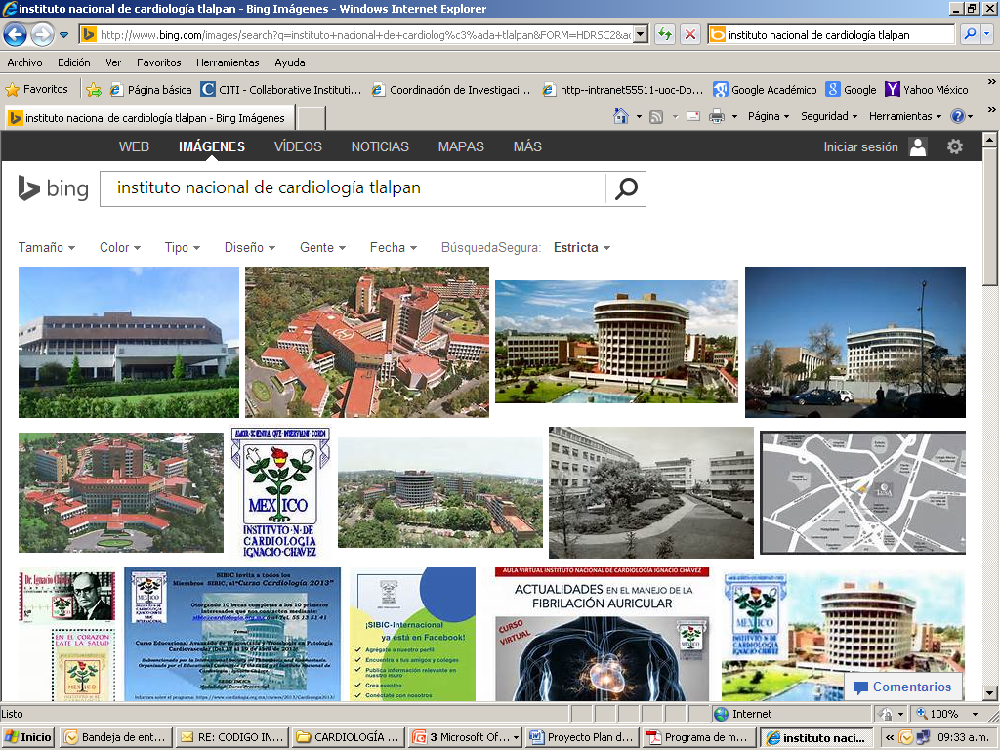 instituto nacional de cardiología tlalpan - Bing Imágenes - Windows Internet Explorer
http://www.bing.com/images/search?q=instituto+nacional+de+cardiolog%c3%ada+tlalpan&FORM=HDRSC2&ac
instituto nacional de cardiología tlalpan
Archivo Edición Ver Favoritos Herramientas Ayuda
Favoritos Página básica CITI - Collaborative Instituti... Coordinación de Investigaci... http--intranet55511-uoc-Do... Google Académico Google Yahoo México
instituto nacional de cardiología tlalpan - Bing Imágenes Página Seguridad Herramientas
WEB IMÁGENES VÍDEOS NOTICIAS MAPAS MÁS Iniciar sesión
bing instituto nacional de cardiología tlalpan
Tamaño Color Tipo Diseño Gente Fecha BúsquedaSegura: Estricta
AMOR SCIENTIA QVE INSERVIANT CORDI
MEXICO
INSTITVTO·N·DE
CARDIOLOGIA
IGNACIO·CHAVEZ
Dr. Ignacio Chávez
EN EL CORAZON
LATE LA SALUD
MEXICO
SIBIC invita a todos los
Miembros SIBIC, al "Curso Cardiología 2013"
Otorgando 10 becas completas a los 10 primeros
interesados que nos contacten mediante:
Tema
Curso Educacional Avanzado de
Cardiovascular
¡SIBIC-Internacional
ya está en Facebook!
Agrégate a nuestro perfil
Encuentra a tus amigos y colegas
Publica información relevante en
nuestro muro
Crea eventos
Conéctate con nosotros
AULA VIRTUAL INSTITUTO NACIONAL DE CARDIOLOGÍA IGNACIO CHÁVEZ
ACTUALIDADES EN EL MANEJO DE LA
FIBRILACIÓN AURICULAR
CURSO
VIRTUAL
MEXICO
INSTITVTO·N·DE
CARDIOLOGIA
IGNACIO·CHAVEZ
Comentarios
Listo Internet 100%
Inicio Bandeja de ent... RE: CODIGO IN... CARDIOLOGÍA ... 3 Microsoft Of... Proyecto Plan d... Programa de m... instituto naci... 09:33 a.m.